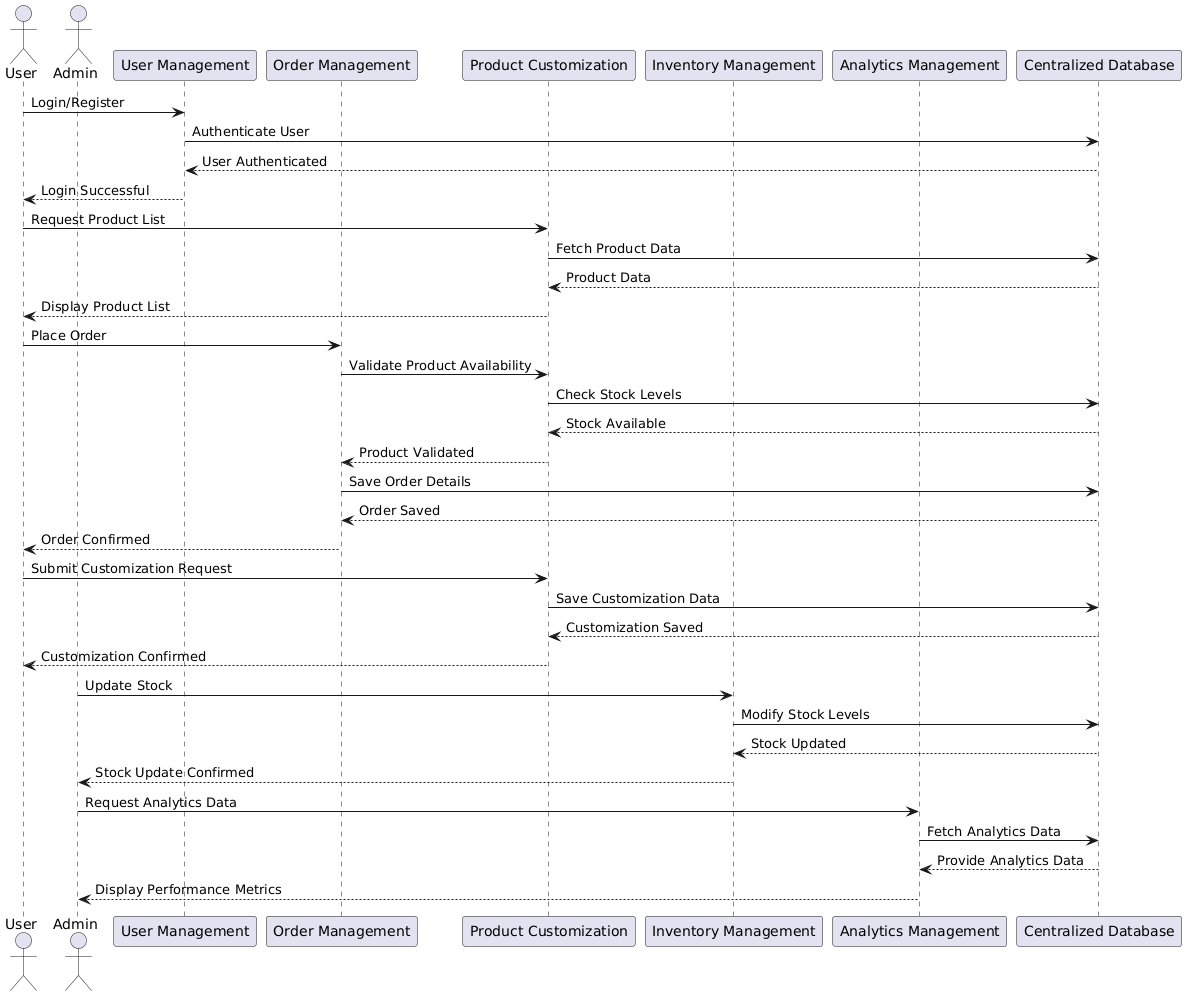 User
Admin
User Management
Order Management
Product Customization
Inventory Management
Analytics Management
Centralized Database
Login/Register
Authenticate User
User Authenticated
Login Successful
Request Product List
Fetch Product Data
Product Data
Display Product List
Place Order
Validate Product Availability
Check Stock Levels
Stock Available
Product Validated
Save Order Details
Order Saved
Order Confirmed
Submit Customization Request
Save Customization Data
Customization Saved
Customization Confirmed
Update Stock
Modify Stock Levels
Stock Updated
Stock Update Confirmed
Request Analytics Data
Fetch Analytics Data
Provide Analytics Data
Display Performance Metrics
User
Admin
User Management
Order Management
Product Customization
Inventory Management
Analytics Management
Centralized Database